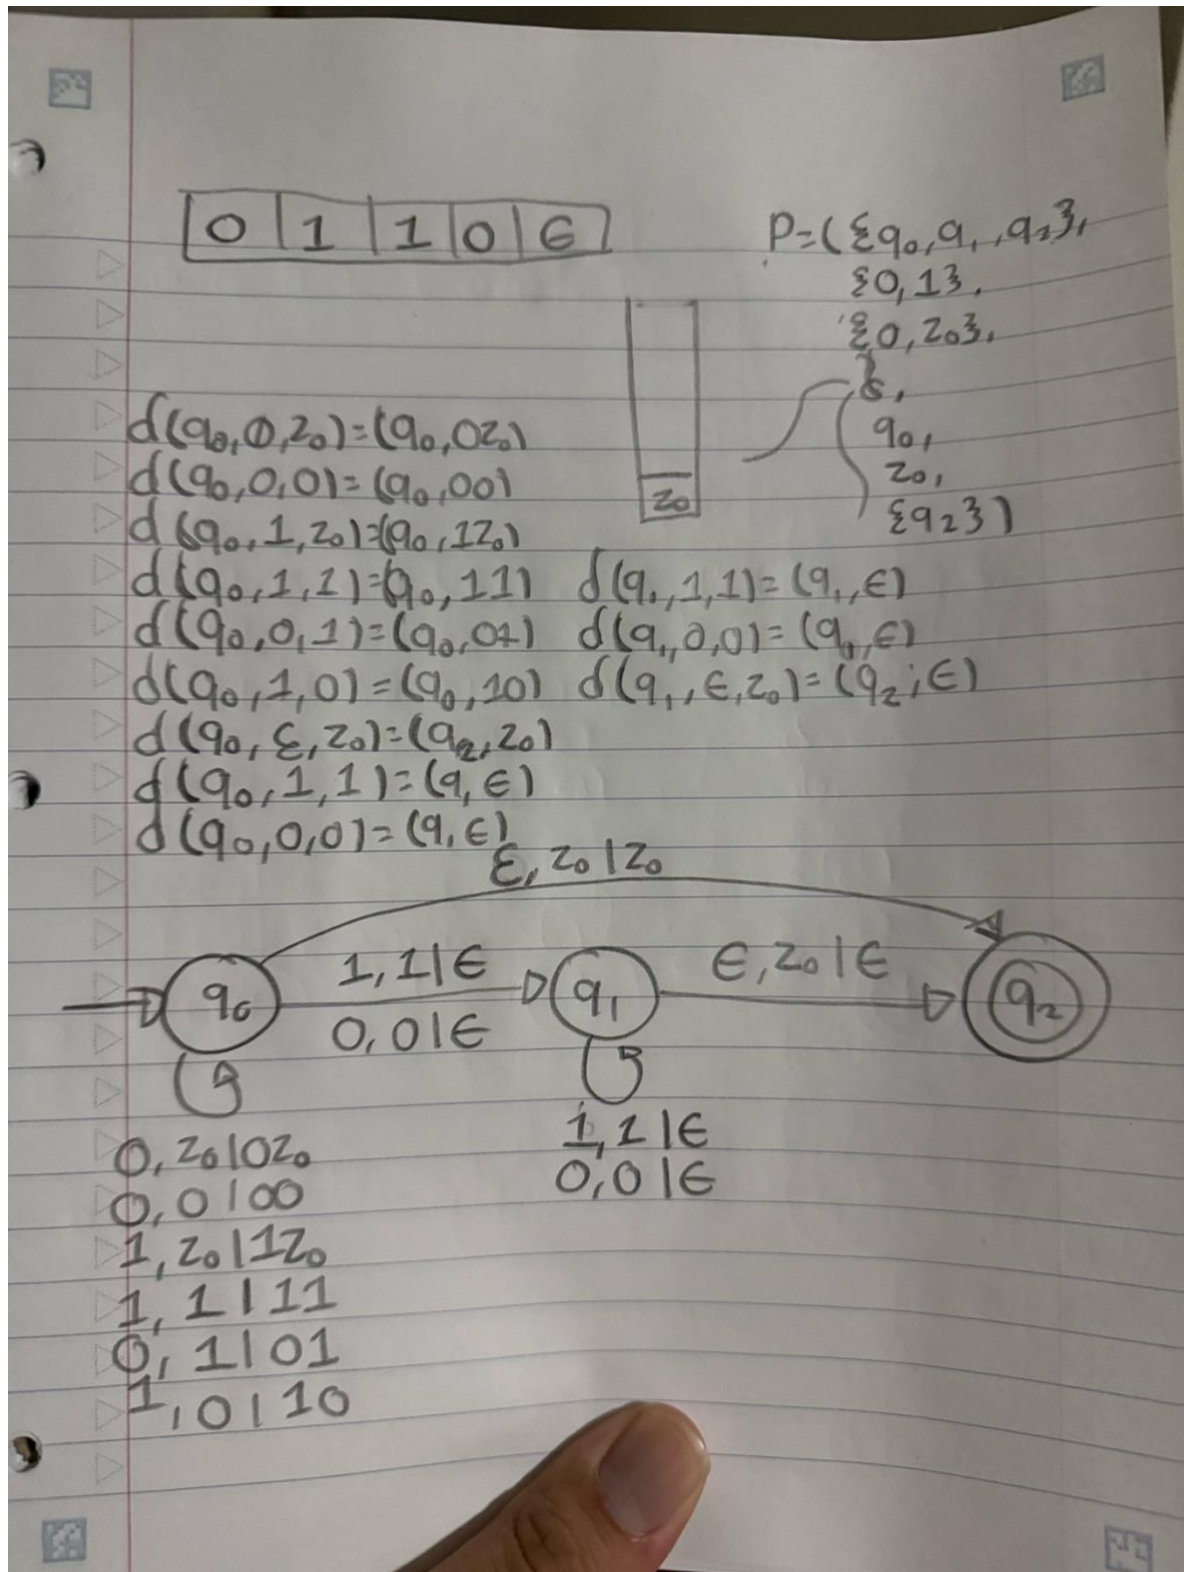 0 1 1 0 ϵ
P=({q₀,q₁,q₂},
{0,1},
{0,z₀},
δ,
q₀,
z₀,
{q₂})
z₀
δ(q₀,0,z₀)=(q₀,0z₀)
δ(q₀,0,0)=(q₀,00)
δ(q₀,1,z₀)=(q₀,1z₀)
δ(q₀,1,1)=(q₀,11) δ(q₁,1,1)=(q₁,ϵ)
δ(q₀,0,1)=(q₀,01) δ(q₁,0,0)=(q₁,ϵ)
δ(q₀,1,0)=(q₀,10) δ(q₁,ϵ,z₀)=(q₂,ϵ)
δ(q₀,ε,z₀)=(q₂,z₀)
δ(q₀,1,1)=(q,ϵ)
δ(q₀,0,0)=(q,ϵ)
ε,z₀|z₀
1,1|ϵ
ϵ,z₀|ϵ
q₀ q₁ q₂
0,0|ϵ
0,z₀|0z₀
0,0|00
1,z₀|1z₀
1,1|11
0,1|01
1,0|10
1,1|ϵ
0,0|ϵ